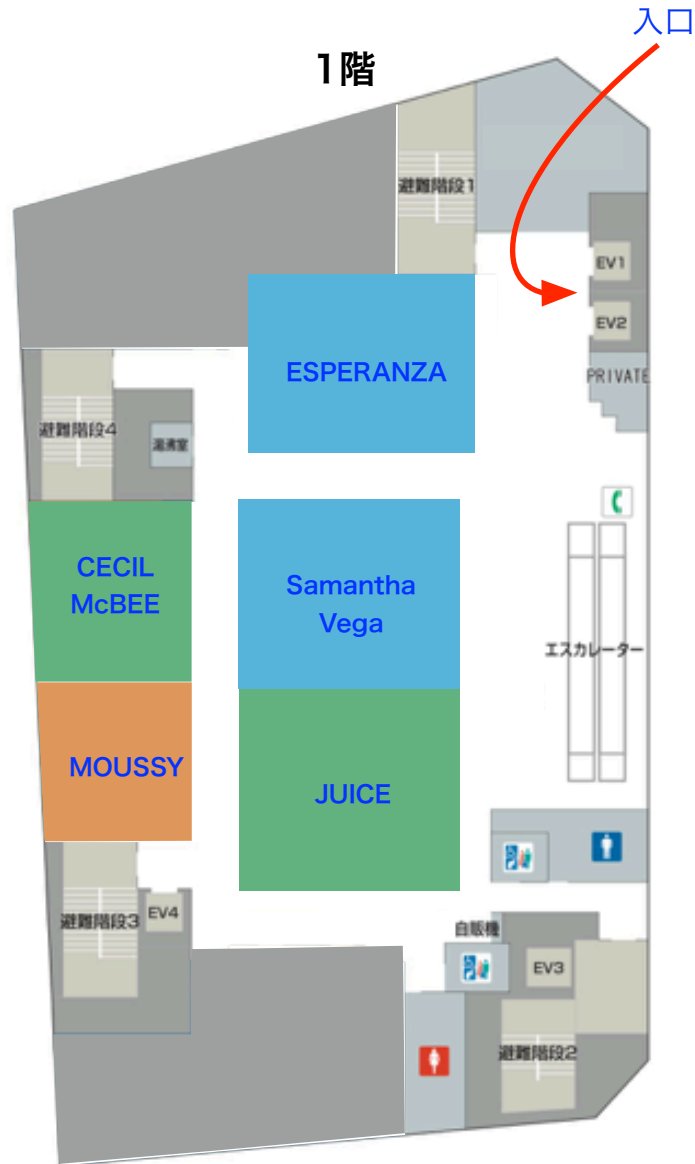 入口
1階
避難階段1
EV1
EV2
PRIVATE
ESPERANZA
避難階段4
湯沸室
CECIL
McBEE
Samantha
Vega
エスカレーター
MOUSSY
JUICE
避難階段3
EV4
自販機
EV3
避難階段2